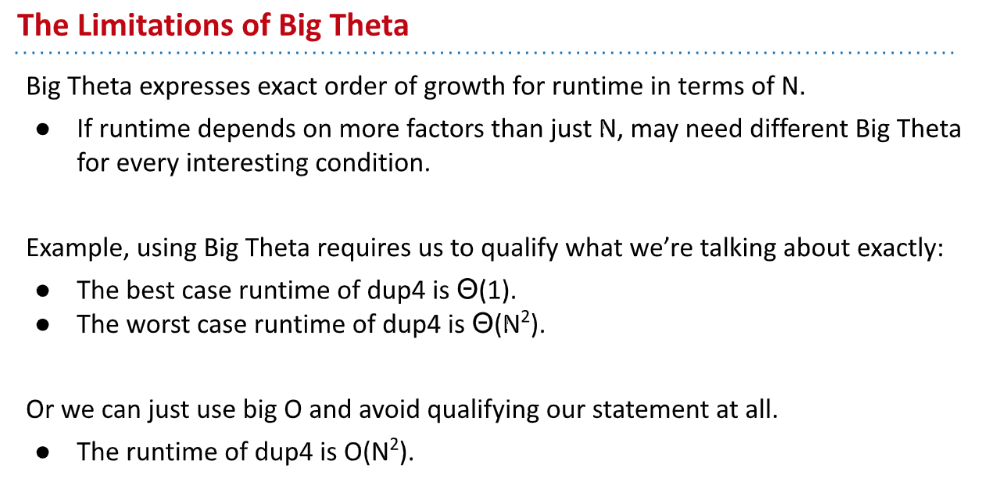 The Limitations of Big Theta
Big Theta expresses exact order of growth for runtime in terms of N.
● If runtime depends on more factors than just N, may need different Big Theta
for every interesting condition.
Example, using Big Theta requires us to qualify what we’re talking about exactly:
● The best case runtime of dup4 is Θ(1).
● The worst case runtime of dup4 is Θ(N²).
Or we can just use big O and avoid qualifying our statement at all.
● The runtime of dup4 is O(N²).